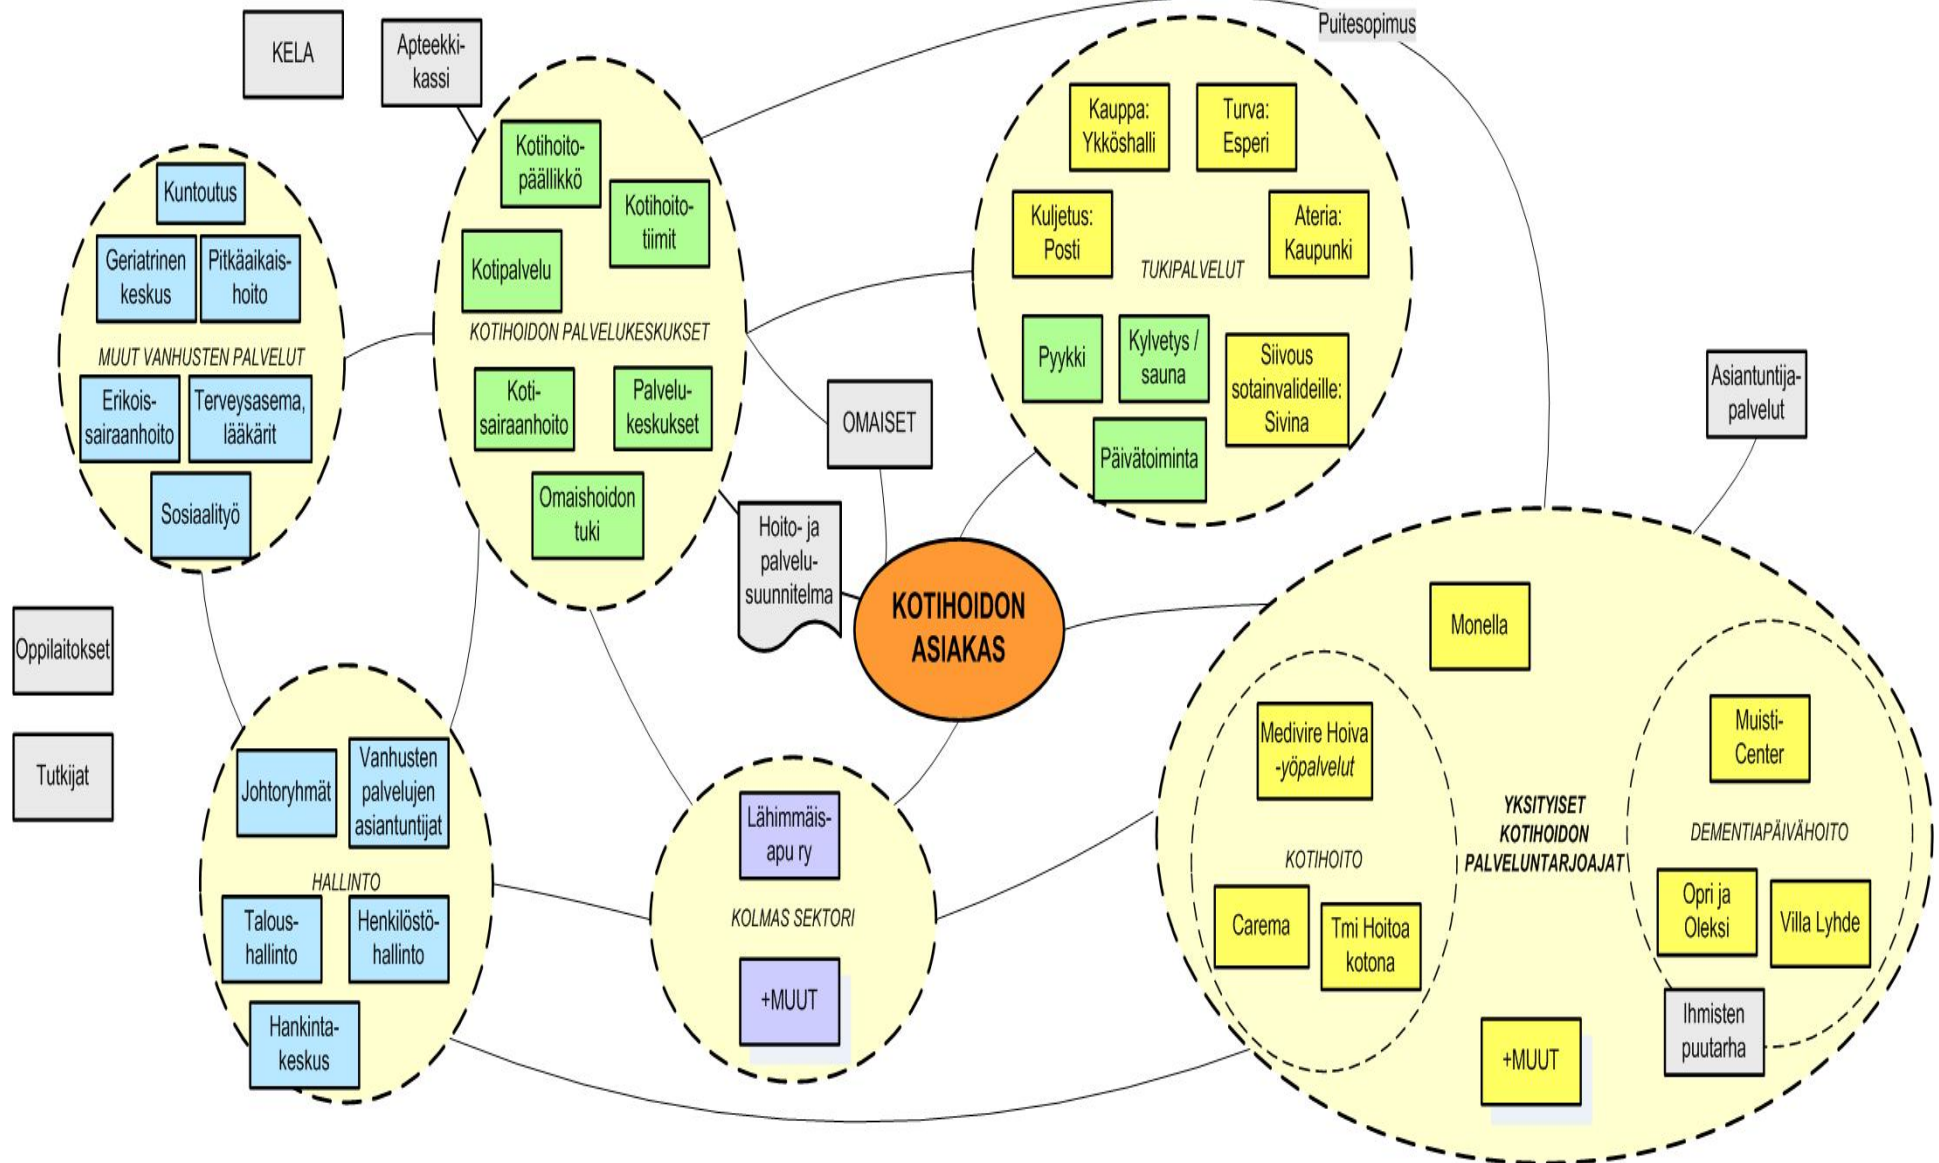 KELA
Apteekki-
kassi
Puitesopimus
Kuntoutus
Geriatrinen
keskus
Pitkäaikais-
hoito
MUUT VANHUSTEN PALVELUT
Erikois-
sairaanhoito
Terveysasema,
lääkärit
Sosiaalityö
Kotihoito-
päällikkö
Kotihoito-
tiimit
Kotipalvelu
KOTIHOIDON PALVELUKESKUKSET
Koti-
sairaanhoito
Palvelu-
keskukset
Omaishoidon
tuki
Kauppa:
Ykköshalli
Turva:
Esperi
Kuljetus:
Posti
Ateria:
Kaupunki
TUKIPALVELUT
Pyykki
Kylvetys /
sauna
Siivous
sotainvalideille:
Sivina
Päivätoiminta
OMAISET
Asiantuntija-
palvelut
Hoito- ja
palvelu-
suunnitelma
KOTIHOIDON
ASIAKAS
Oppilaitokset
Tutkijat
Johtoryhmät
Vanhusten
palvelujen
asiantuntijat
HALLINTO
Talous-
hallinto
Henkilöstö-
hallinto
Hankinta-
keskus
Lähimmäis-
apu ry
KOLMAS SEKTORI
+MUUT
Monella
Medivire Hoiva
-yöpalvelut
KOTIHOITO
Carema
Tmi Hoitoa
kotona
YKSITYISET
KOTIHOIDON
PALVELUNTARJOAJAT
Muisti-
Center
DEMENTIAPÄIVÄHOITO
Opri ja
Oleksi
Villa Lyhde
Ihmisten
puutarha
+MUUT